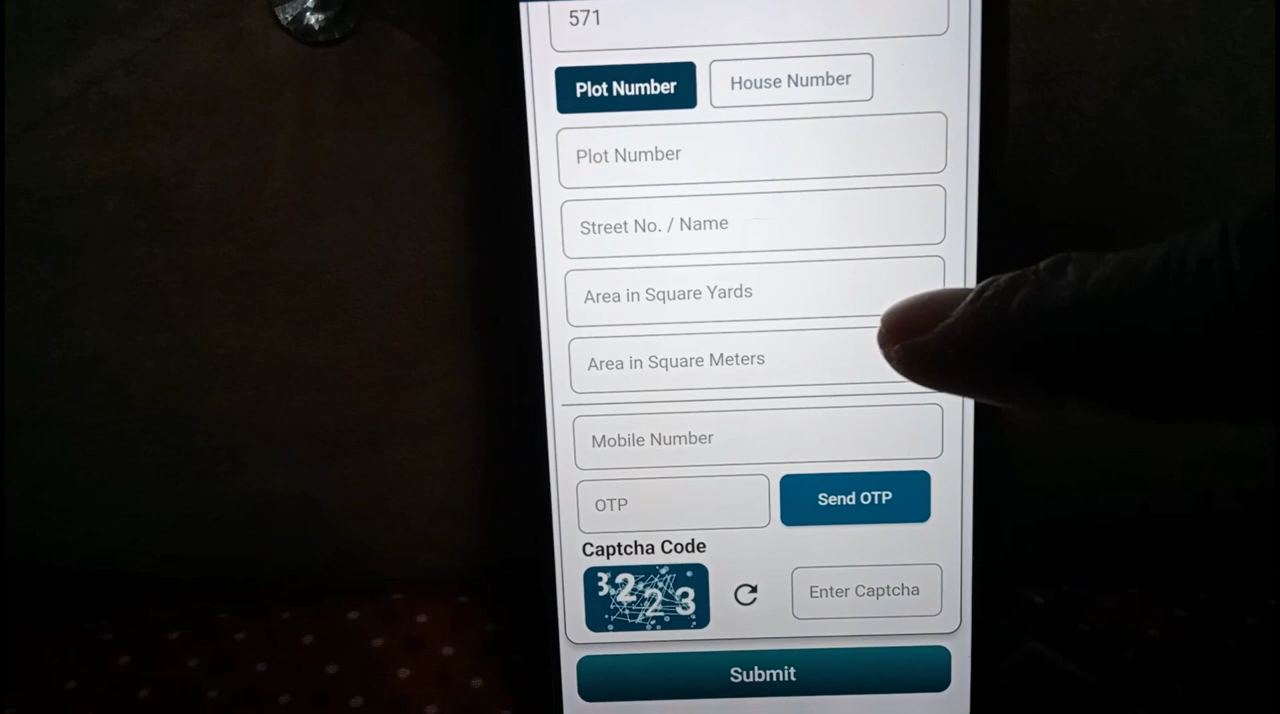 571
Plot Number House Number
Plot Number
Street No. / Name
Area in Square Yards
Area in Square Meters
Mobile Number
OTP Send OTP
Captcha Code
3223 Enter Captcha
Submit